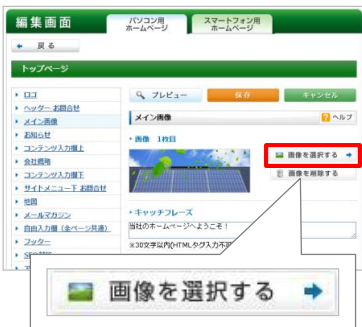 編集画面
パソコン用
ホームページ
スマートフォン用
ホームページ
戻る
トップページ
ロゴ
ヘッダー お問合せ
メイン画像
お知らせ
コンテンツ入力欄上
会社概略
コンテンツ入力欄下
サイドメニュー下 お問合せ
地図
メールマガジン
自由入力欄（全ページ共通）
フッター
プレビュー
保存
キャンセル
メイン画像
? ヘルプ
・画像 1枚目
画像を選択する
画像を削除する
・キャッチフレーズ
当社のホームページへようこそ！
※30文字以内(HTMLタグ入力不可
画像を選択する